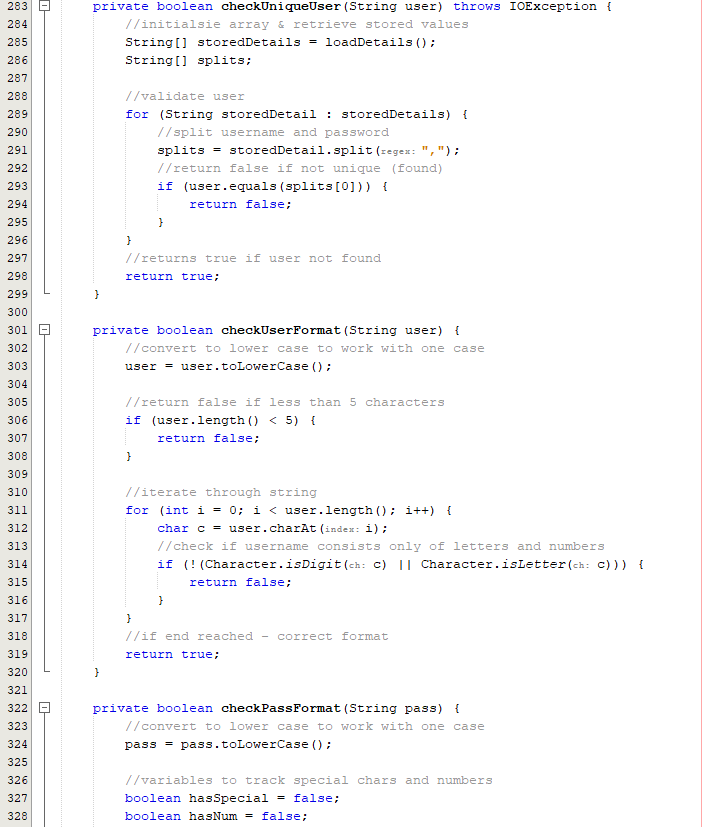 283 private boolean checkUniqueUser(String user) throws IOException {
284 //initialsie array & retrieve stored values
285 String[] storedDetails = loadDetails();
286 String[] splits;
287
288 //validate user
289 for (String storedDetail : storedDetails) {
290 //split username and password
291 splits = storedDetail.split(regex: ",");
292 //return false if not unique (found)
293 if (user.equals(splits[0])) {
294 return false;
295 }
296 }
297 //returns true if user not found
298 return true;
299 }
300
301 private boolean checkUserFormat(String user) {
302 //convert to lower case to work with one case
303 user = user.toLowerCase();
304
305 //return false if less than 5 characters
306 if (user.length() < 5) {
307 return false;
308 }
309
310 //iterate through string
311 for (int i = 0; i < user.length(); i++) {
312 char c = user.charAt(index: i);
313 //check if username consists only of letters and numbers
314 if (!(Character.isDigit(ch: c) || Character.isLetter(ch: c))) {
315 return false;
316 }
317 }
318 //if end reached - correct format
319 return true;
320 }
321
322 private boolean checkPassFormat(String pass) {
323 //convert to lower case to work with one case
324 pass = pass.toLowerCase();
325
326 //variables to track special chars and numbers
327 boolean hasSpecial = false;
328 boolean hasNum = false;